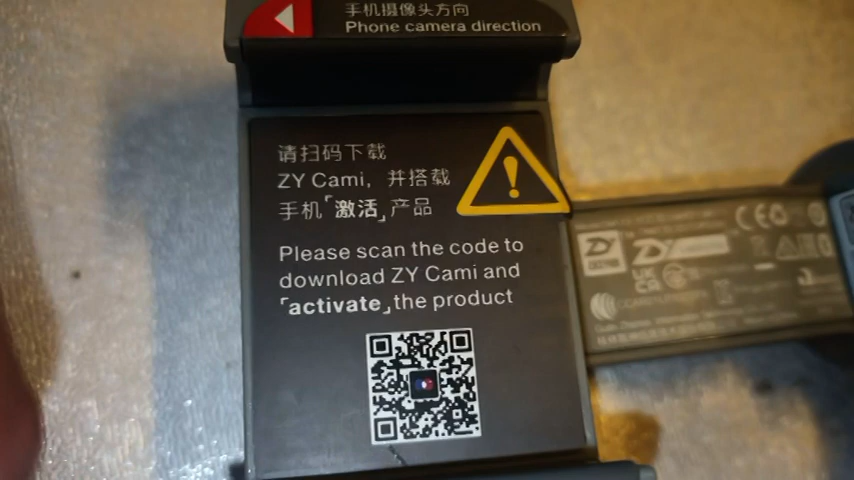 手机摄像头方向
Phone camera direction
请扫码下载
ZY Cami，并搭载
手机「激活」产品
Please scan the code to
download ZY Cami and
「activate」the product
UK
CA